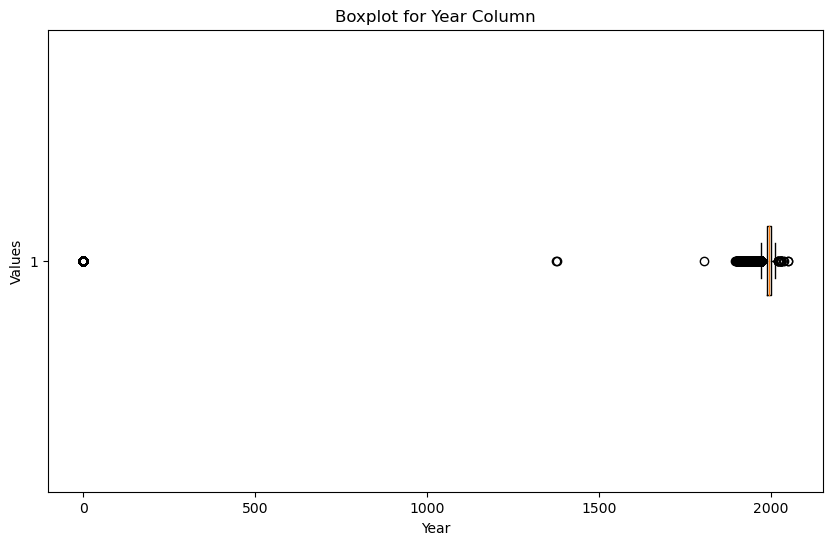 Boxplot for Year Column
Values
1
0 500 1000 1500 2000
Year